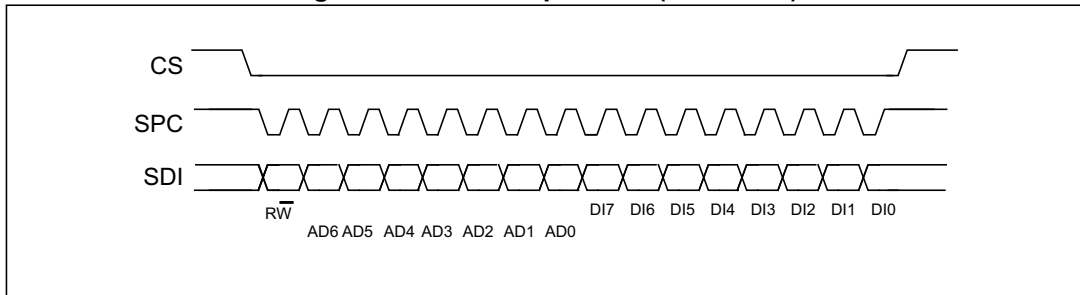 CS
SPC
SDI
RW̅
DI7 DI6 DI5 DI4 DI3 DI2 DI1 DI0
AD6 AD5 AD4 AD3 AD2 AD1 AD0